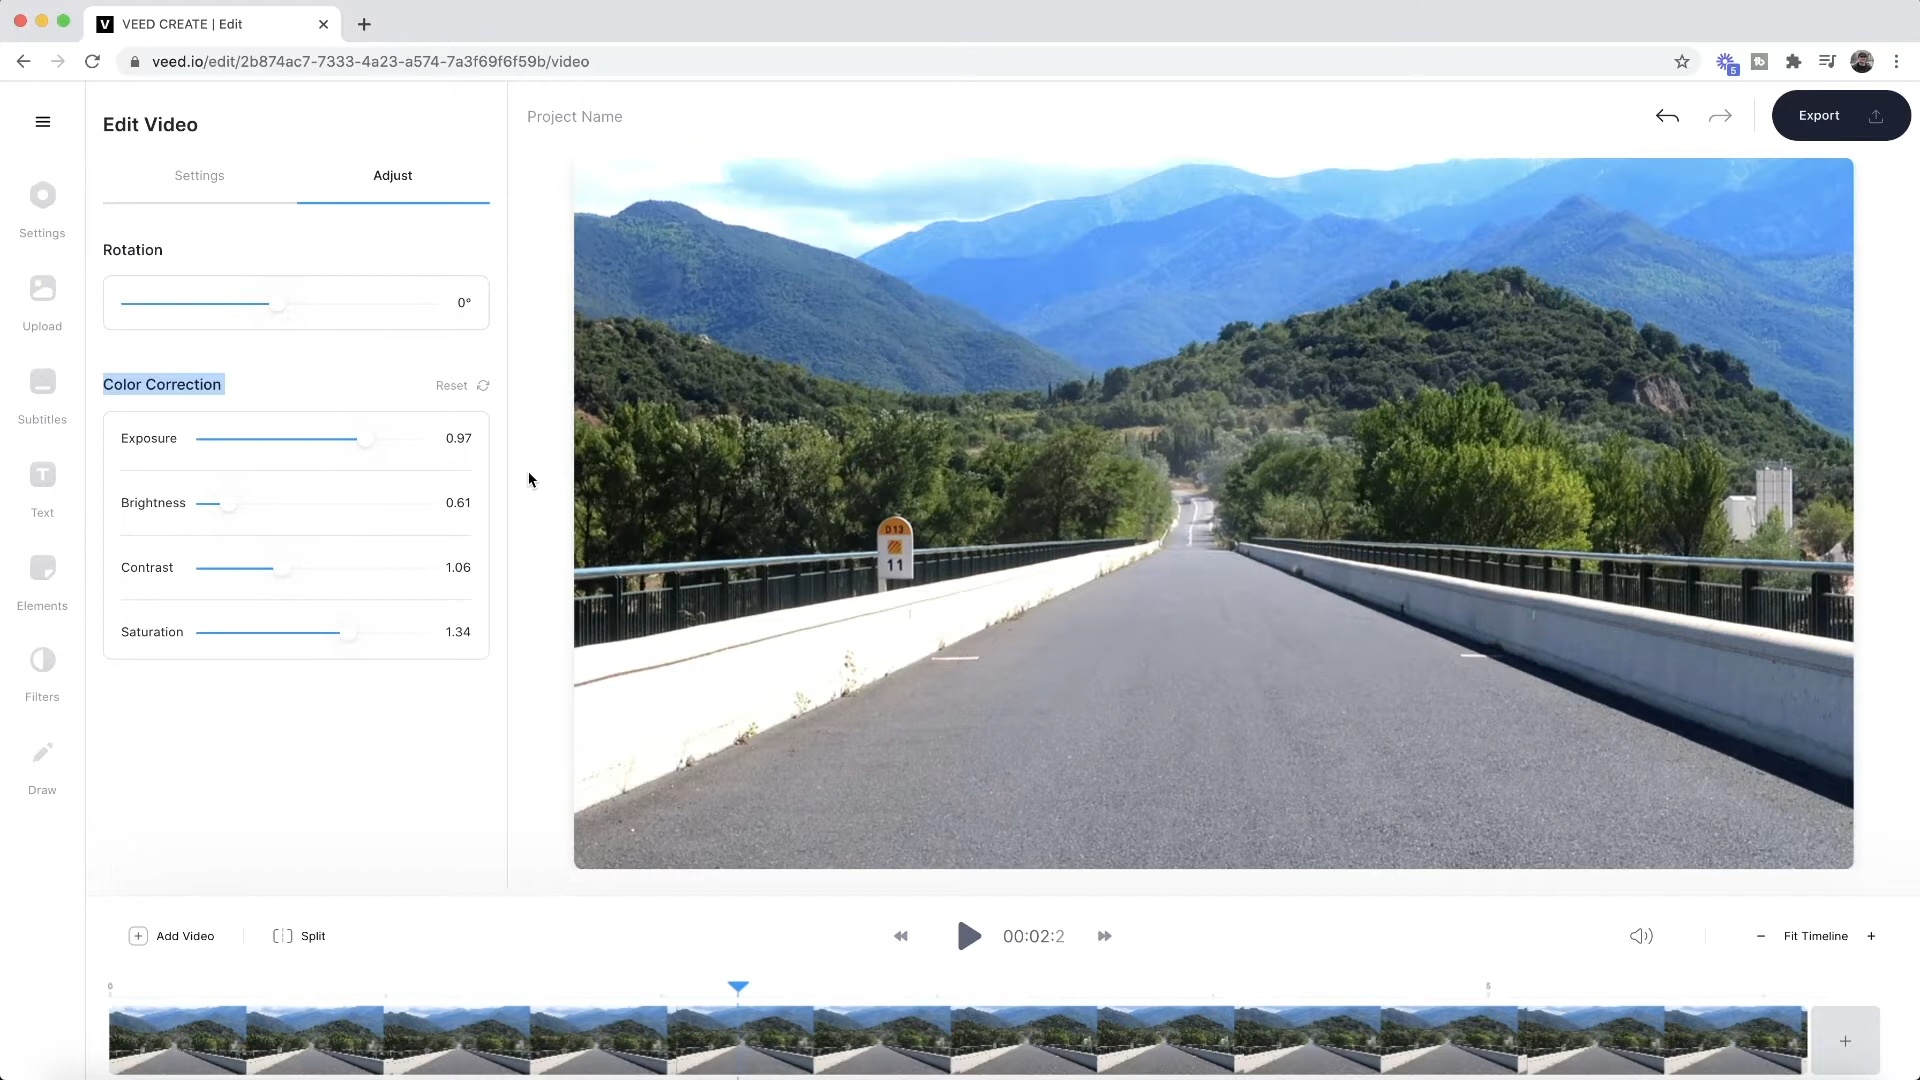 VEED CREATE | Edit
veed.io/edit/2b874ac7-7333-4a23-a574-7a3f69f6f59b/video
5
Edit Video
Project Name
Export
Settings
Adjust
Settings
Rotation
0°
Upload
Color Correction
Reset
Subtitles
Exposure
0.97
Brightness
0.61
Text
D13
11
Contrast
1.06
Elements
Saturation
1.34
Filters
Draw
Add Video
Split
00:02:2
Fit Timeline
0
5